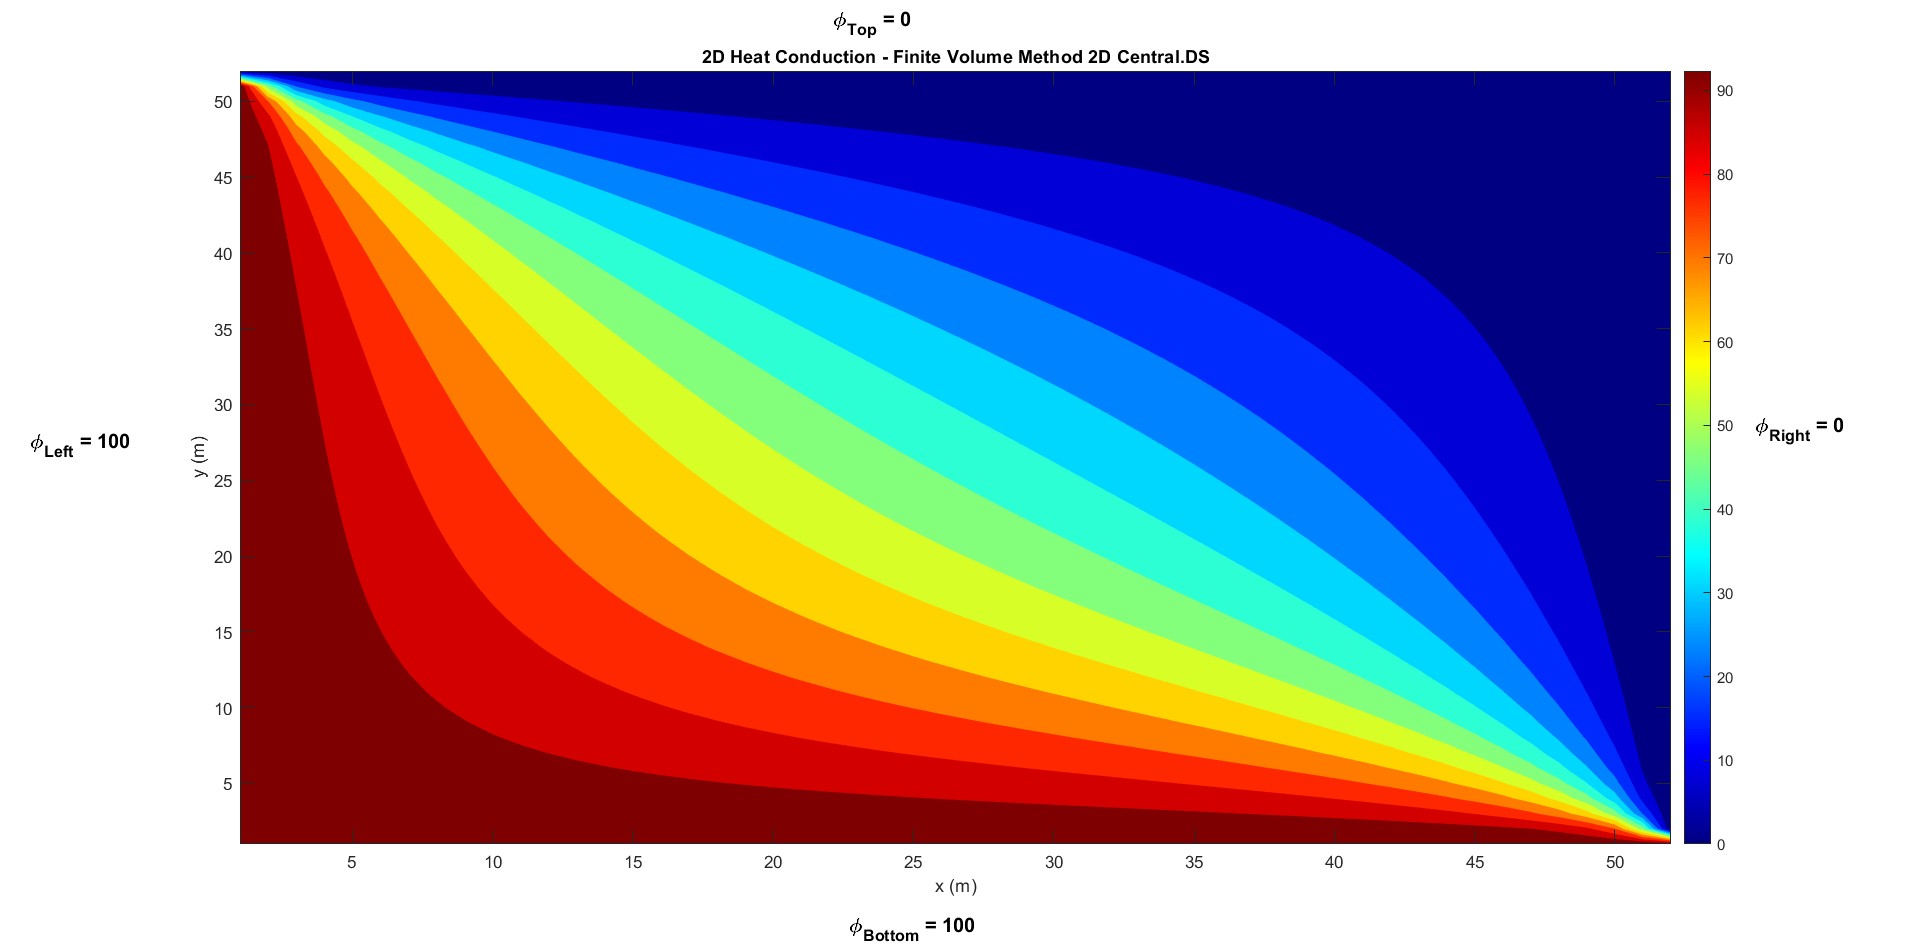 ϕTop = 0
2D Heat Conduction - Finite Volume Method 2D Central.DS
50
45
40
35
30
25
20
15
10
5
y (m)
ϕLeft = 100
5 10 15 20 25 30 35 40 45 50
x (m)
ϕBottom = 100
90
80
70
60
50
40
30
20
10
0
ϕRight = 0